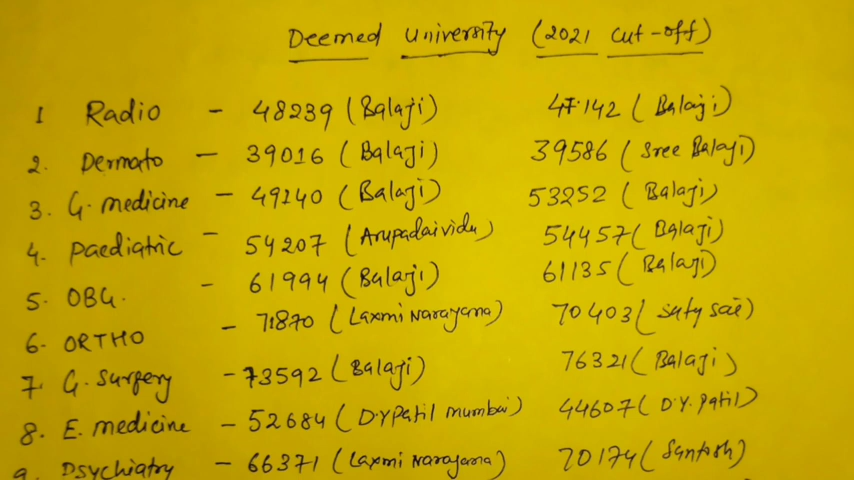 Deemed University (2021 Cut-off)
1 Radio - 48239 (Balaji) 47142 (Balaji)
2. Dermato - 39016 (Balaji) 39586 (Sree Balaji)
3. G. medicine - 49240 (Balaji) 53252 (Balaji)
4. Paediatric - 54207 (Arupadaividu) 54457 (Balaji)
5. OBG. - 61994 (Balaji) 61135 (Balaji)
6. ORTHO - 71870 (Laxmi Narayana) 70403 (Saty Sai)
7. G. Surgery - 73592 (Balaji) 76321 (Balaji)
8. E. medicine - 52684 (D.Y Patil mumbai) 44607 (D.Y. Patil)
9. Psychiatry - 66371 (Laxmi Narayana) 70174 (Santosh)